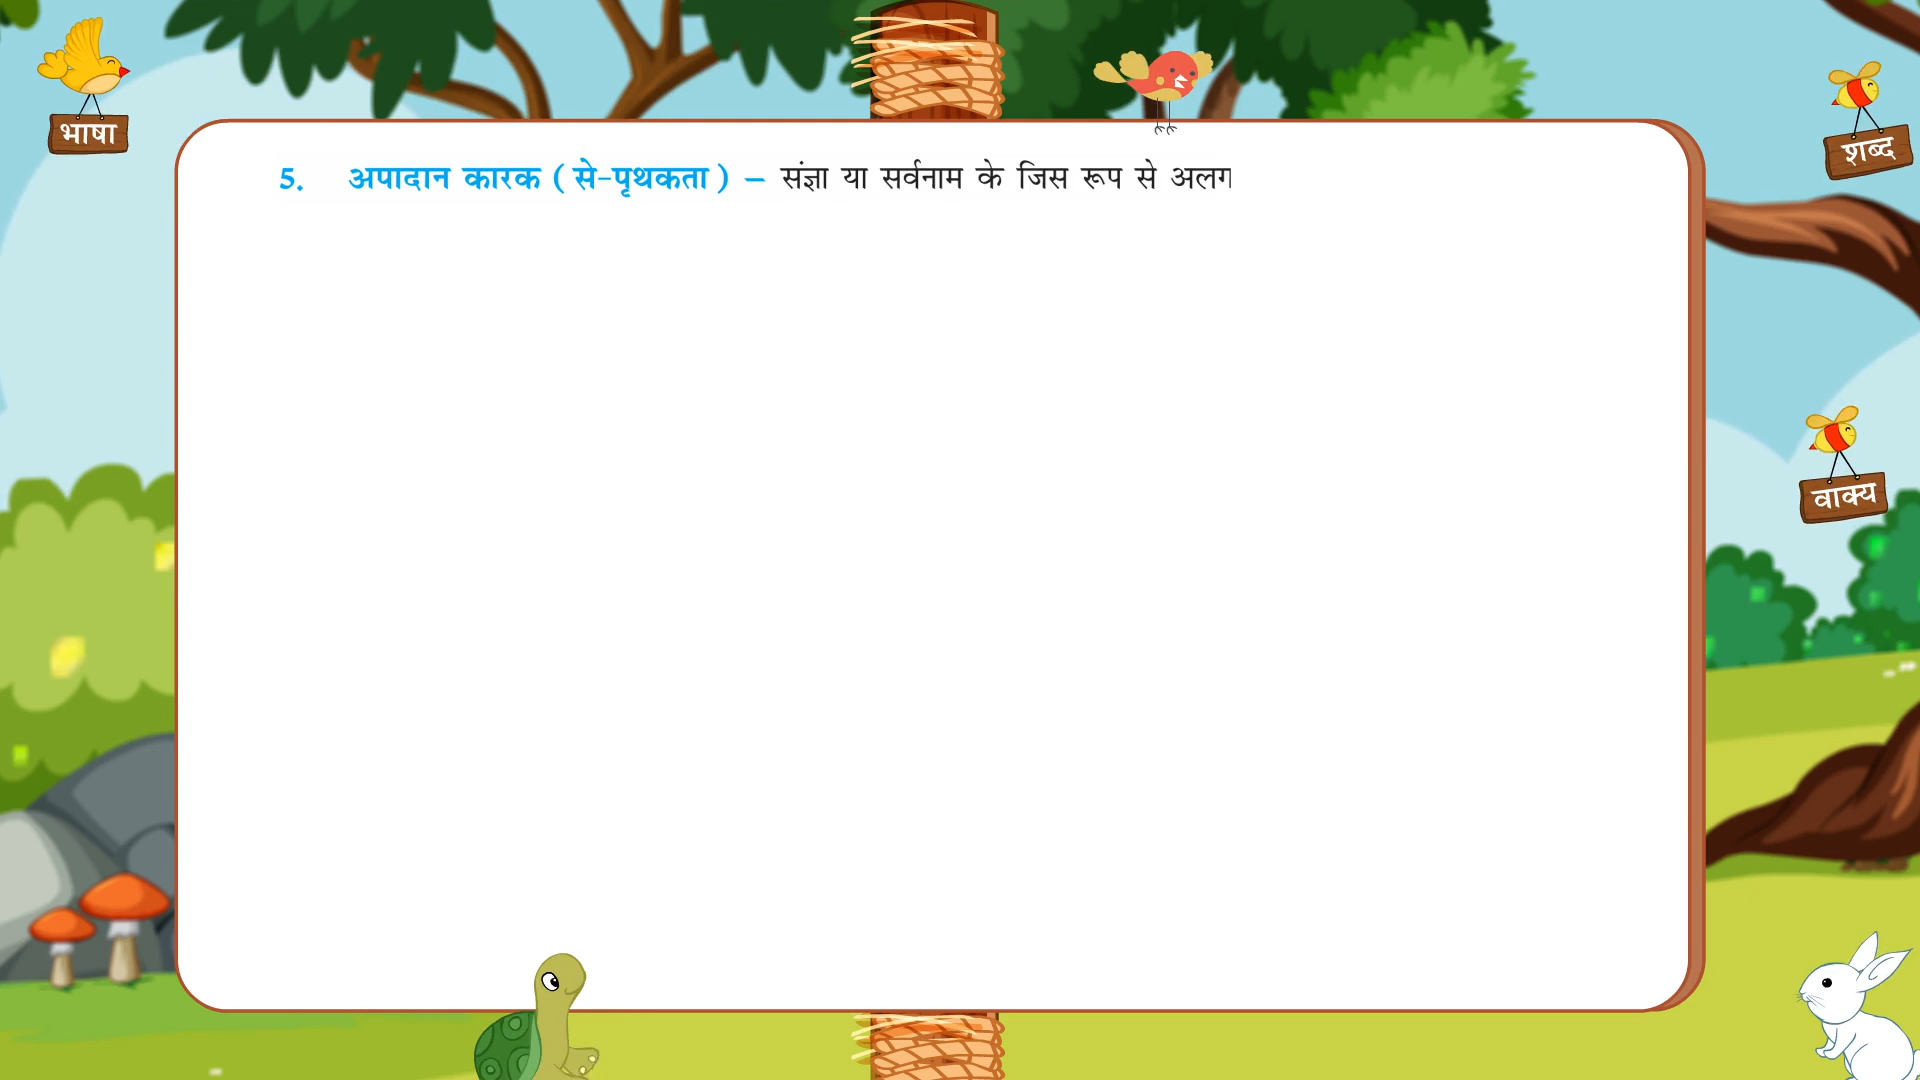 भाषा
शब्द
5. अपादान कारक ( से-पृथकता ) – संज्ञा या सर्वनाम के जिस रूप से अलग
वाक्य